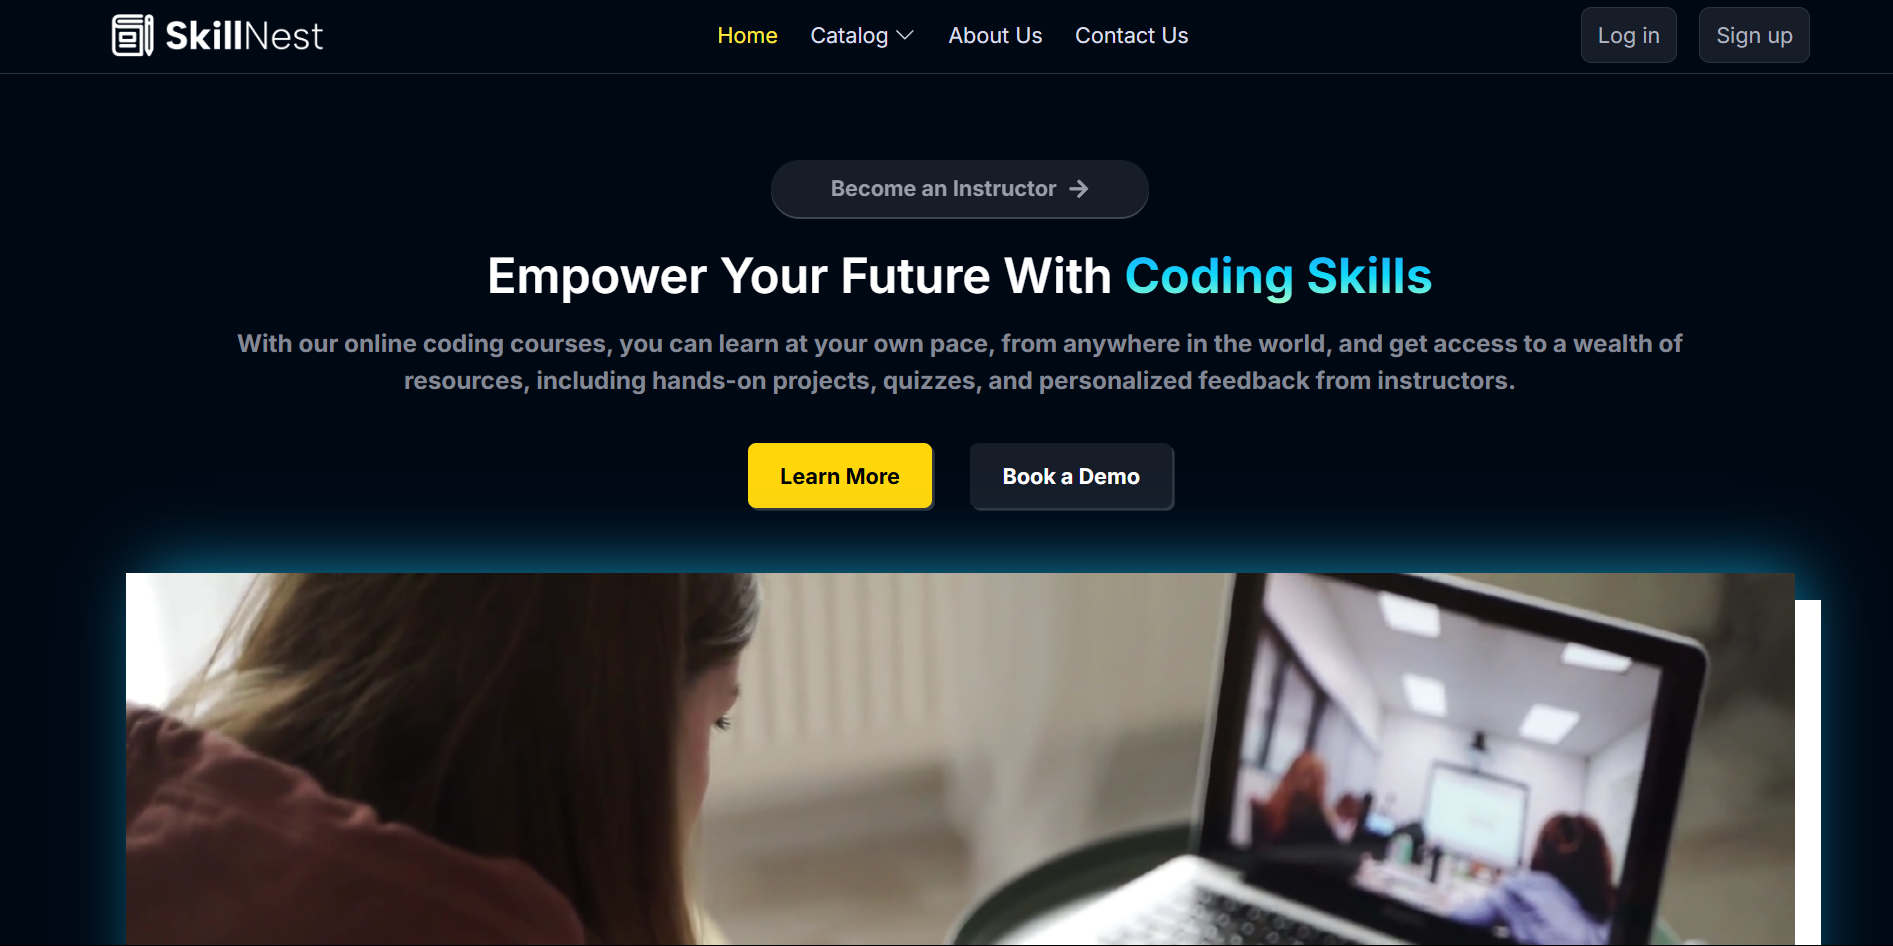 SkillNest
Home
Catalog
About Us
Contact Us
Log in
Sign up
Become an Instructor
Empower Your Future With Coding Skills
With our online coding courses, you can learn at your own pace, from anywhere in the world, and get access to a wealth of
resources, including hands-on projects, quizzes, and personalized feedback from instructors.
Learn More
Book a Demo